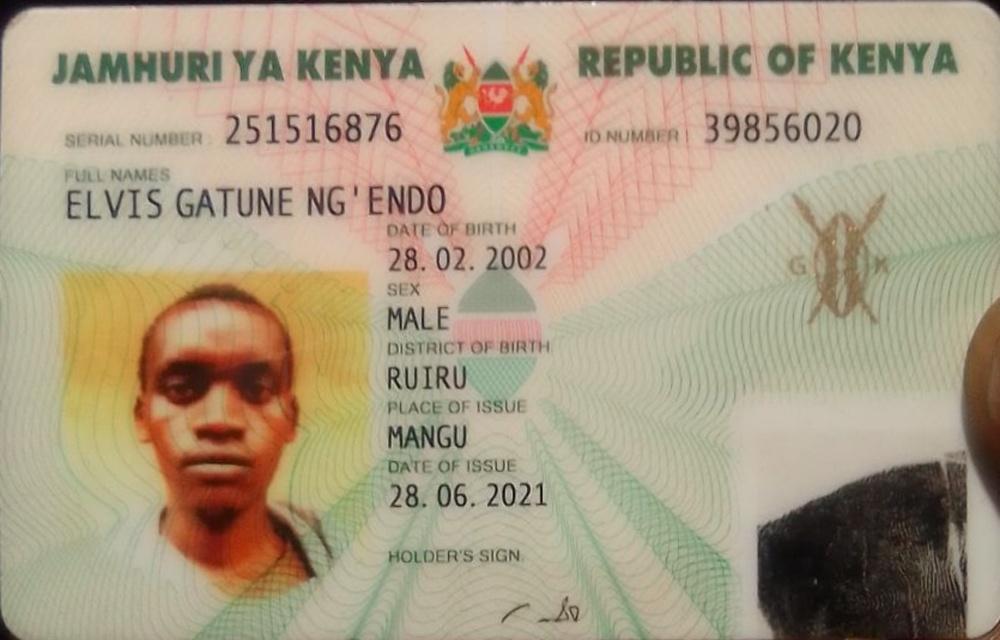 JAMHURI YA KENYA
REPUBLIC OF KENYA
SERIAL NUMBER : 251516876
ID NUMBER : 39856020
FULL NAMES
ELVIS GATUNE NG'ENDO
DATE OF BIRTH
28. 02. 2002
SEX
MALE
DISTRICT OF BIRTH
RUIRU
PLACE OF ISSUE
MANGU
DATE OF ISSUE
28. 06. 2021
HOLDER'S SIGN.
G K